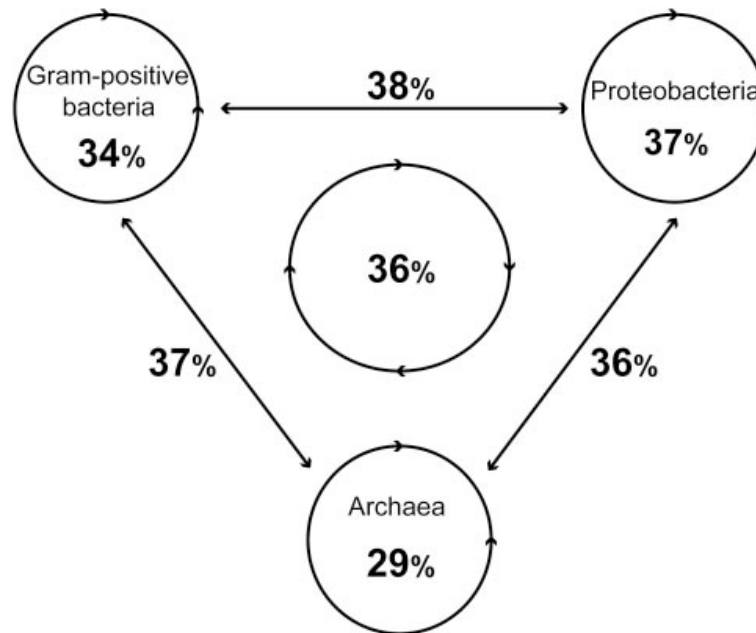 Gram-positive
bacteria
34%
38%
Proteobacteria
37%
36%
37%
36%
Archaea
29%